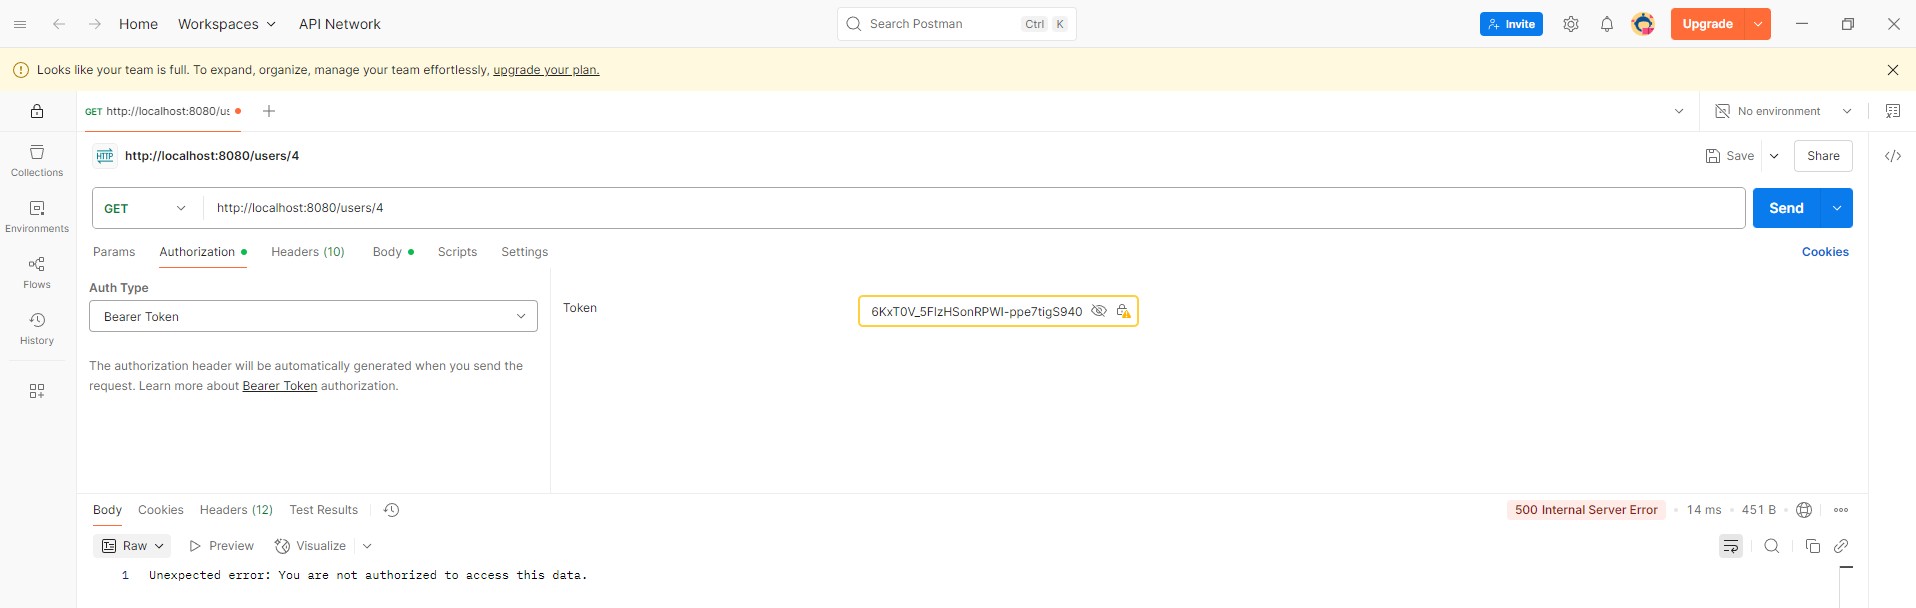 Home Workspaces API Network Search Postman Ctrl K Invite Upgrade
Looks like your team is full. To expand, organize, manage your team effortlessly, upgrade your plan.
GET http://localhost:8080/us No environment
HTTP http://localhost:8080/users/4 Save Share
Collections
GET http://localhost:8080/users/4 Send
Environments
Params Authorization Headers (10) Body Scripts Settings Cookies
Flows
Auth Type
Bearer Token
Token 6KxT0V_5FlzHSonRPWI-ppe7tigS940
History
The authorization header will be automatically generated when you send the
request. Learn more about Bearer Token authorization.
Body Cookies Headers (12) Test Results 500 Internal Server Error 14 ms 451 B
Raw Preview Visualize
1 Unexpected error: You are not authorized to access this data.